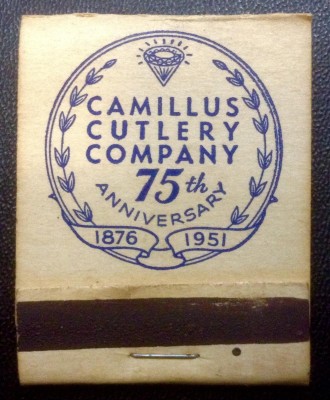 CAMILLUS
CUTLERY
COMPANY
75th
ANNIVERSARY
1876 1951